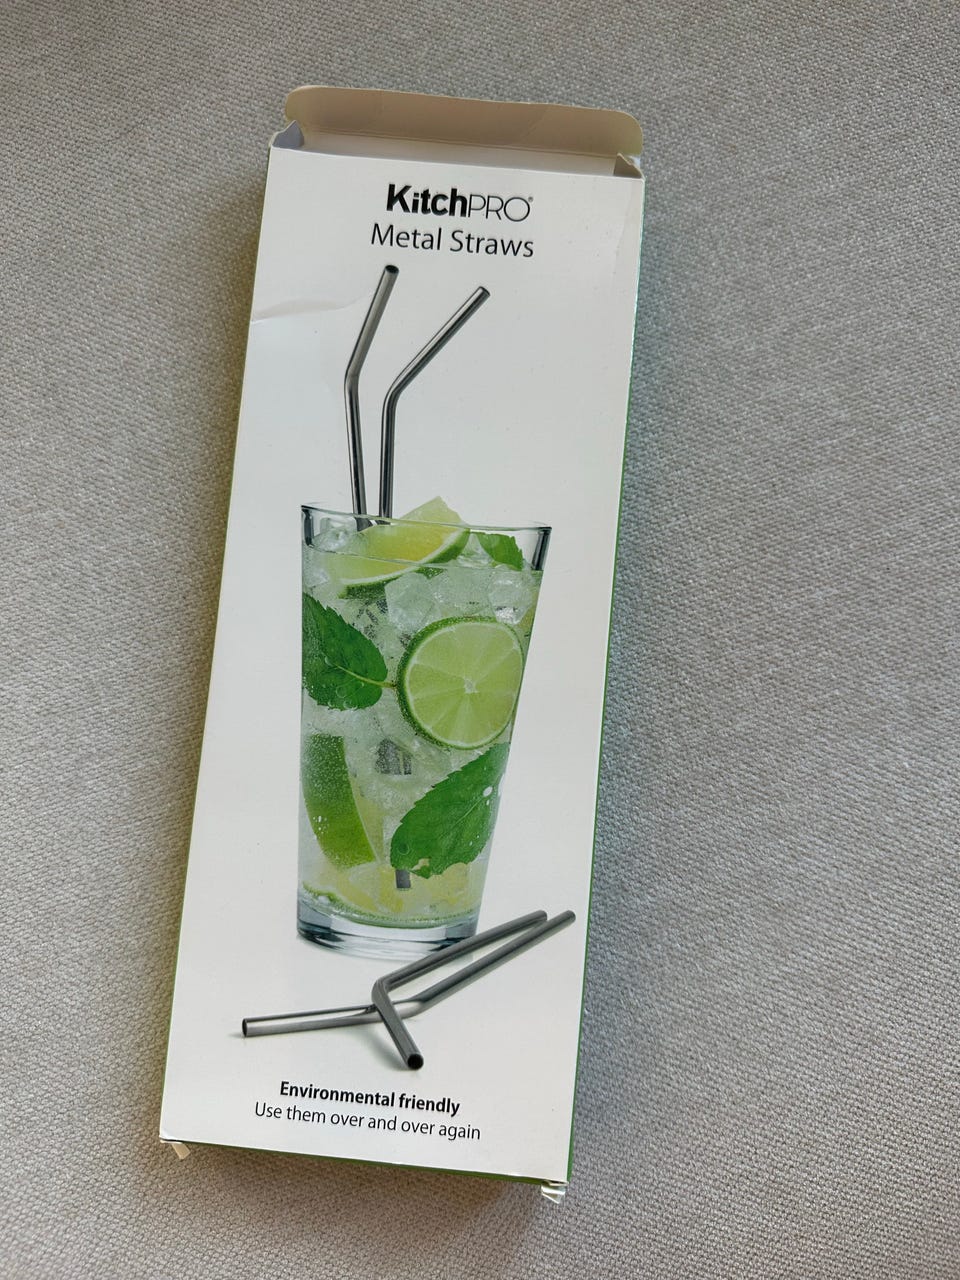 KitchPRO®
Metal Straws
Environmental friendly
Use them over and over again